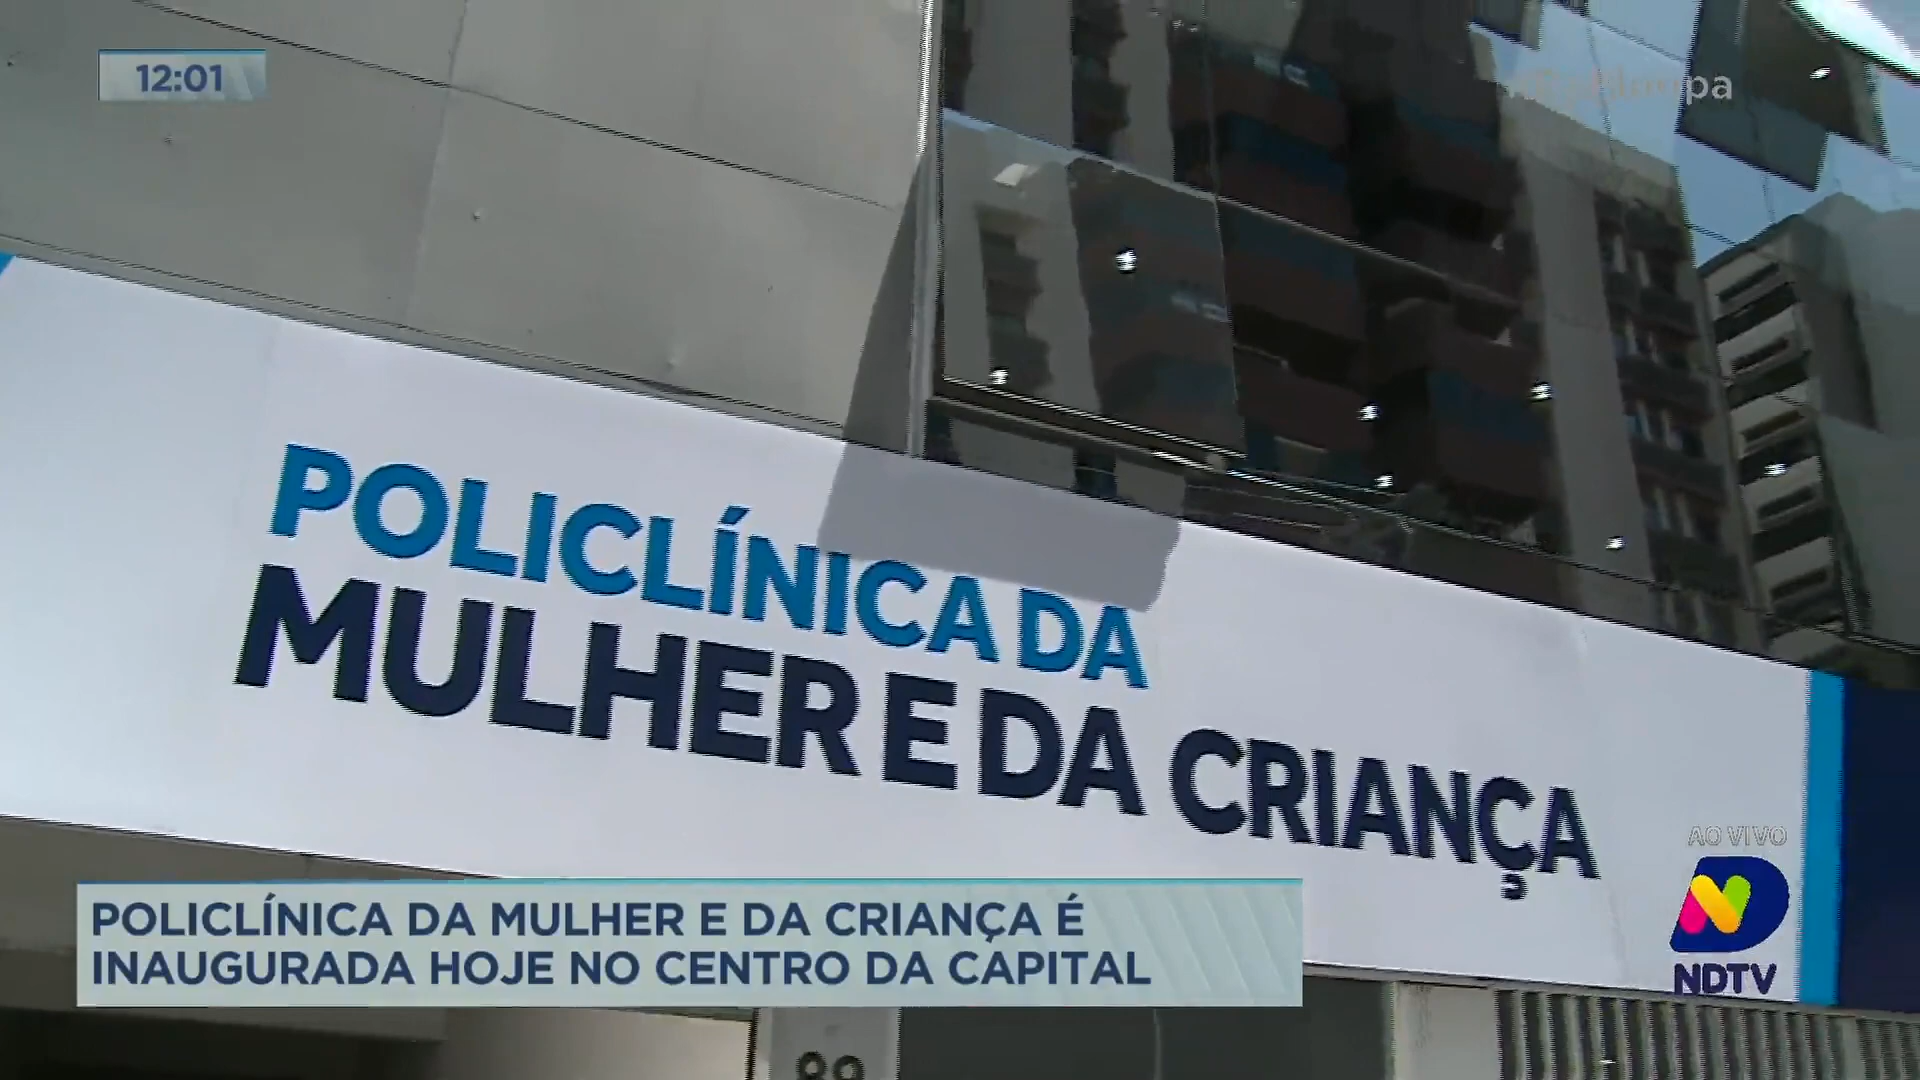 12:01
POLICLÍNICA DA
MULHER E DA CRIANÇA
AO VIVO
NDTV
POLICLÍNICA DA MULHER E DA CRIANÇA É
INAUGURADA HOJE NO CENTRO DA CAPITAL
89